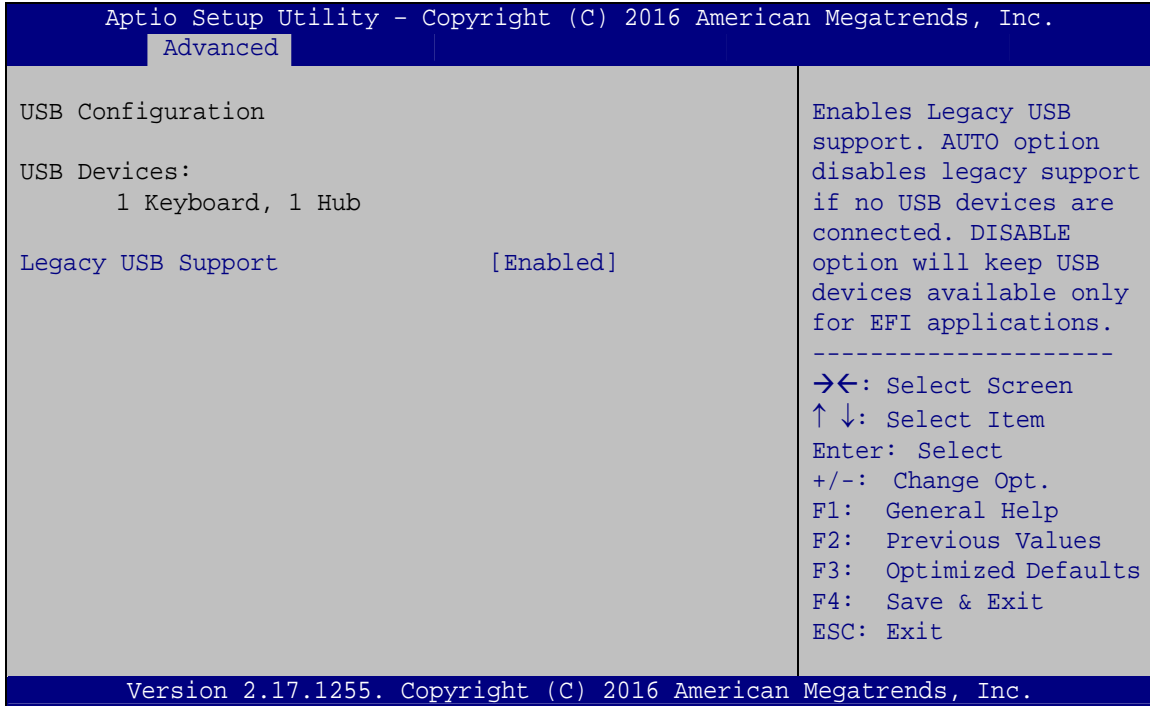 Aptio Setup Utility – Copyright (C) 2016 American Megatrends, Inc.
Advanced
USB Configuration
USB Devices:
1 Keyboard, 1 Hub
Legacy USB Support [Enabled]
Enables Legacy USB
support. AUTO option
disables legacy support
if no USB devices are
connected. DISABLE
option will keep USB
devices available only
for EFI applications.
---------------------
→←: Select Screen
↑ ↓: Select Item
Enter: Select
+/-: Change Opt.
F1: General Help
F2: Previous Values
F3: Optimized Defaults
F4: Save & Exit
ESC: Exit
Version 2.17.1255. Copyright (C) 2016 American Megatrends, Inc.